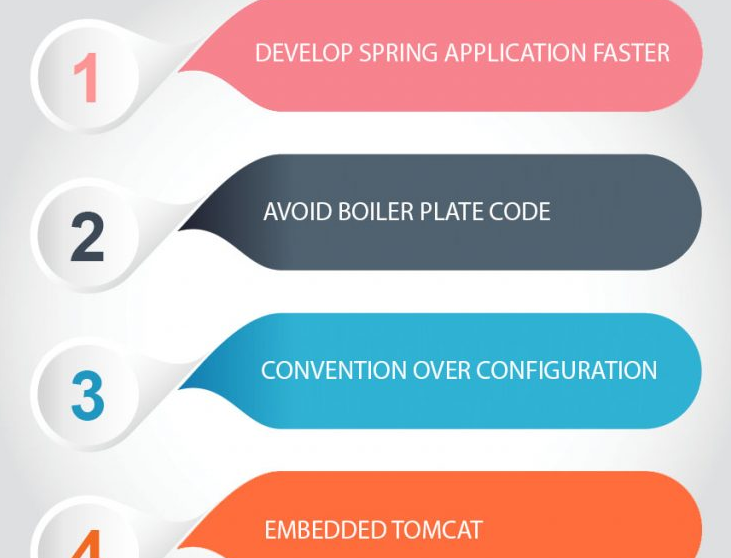 1
DEVELOP SPRING APPLICATION FASTER
2
AVOID BOILER PLATE CODE
3
CONVENTION OVER CONFIGURATION
4
EMBEDDED TOMCAT